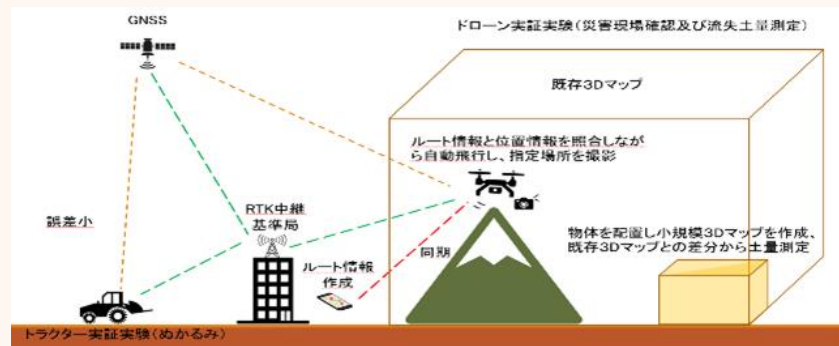 GNSS
ドローン実証実験(災害現場確認及び流失土量測定)
既存3Dマップ
ルート情報と位置情報を照合しなが
ら自動飛行し、指定場所を撮影
RTK中継
基準局
誤差小
ルート情報
作成
同期
物体を配置し小規模3Dマップを作成、
既存3Dマップとの差分から土量測定
トラクター実証実験(ぬかるみ)